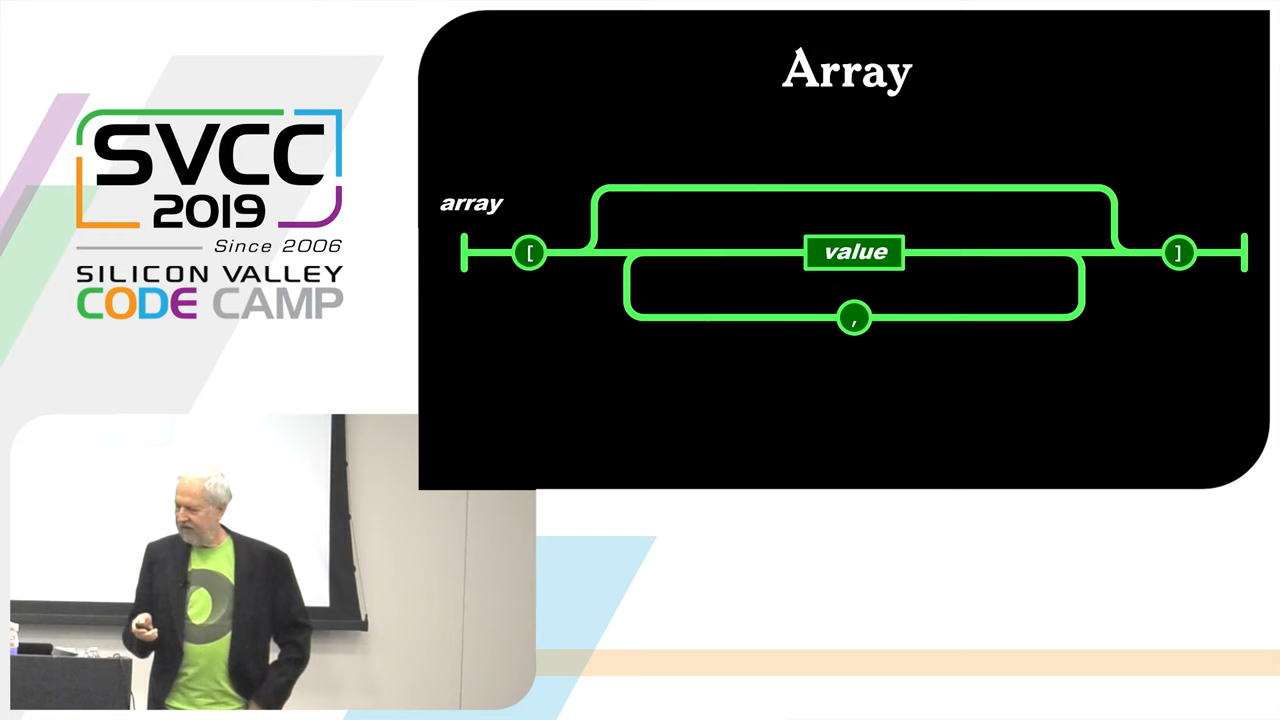 SVCC
2019
Since 2006
SILICON VALLEY
CODE CAMP
Array
array
[
value
]
,